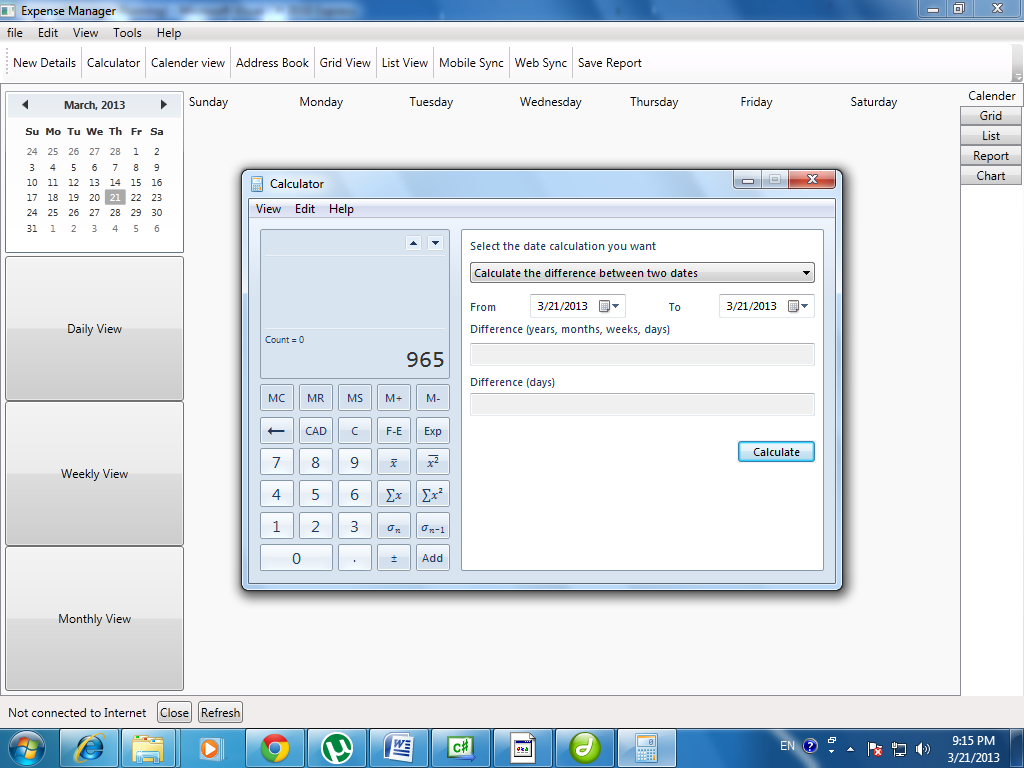 Expense Manager
file Edit View Tools Help
New Details Calculator Calender view Address Book Grid View List View Mobile Sync Web Sync Save Report
March, 2013
Su Mo Tu We Th Fr Sa
24 25 26 27 28 1 2
3 4 5 6 7 8 9
10 11 12 13 14 15 16
17 18 19 20 21 22 23
24 25 26 27 28 29 30
31 1 2 3 4 5 6
Daily View
Weekly View
Monthly View
Sunday Monday Tuesday Wednesday Thursday Friday Saturday
Calender
Grid
List
Report
Chart
Calculator
View Edit Help
Count = 0
965
MC MR MS M+ M-
← CAD C F-E Exp
7 8 9 x̅ x̅²
4 5 6 ∑x ∑x²
1 2 3 σn σn−1
0 . ± Add
Select the date calculation you want
Calculate the difference between two dates
From 3/21/2013 To 3/21/2013
Difference (years, months, weeks, days)
Difference (days)
Calculate
Not connected to Internet Close Refresh
EN 9:15 PM
3/21/2013